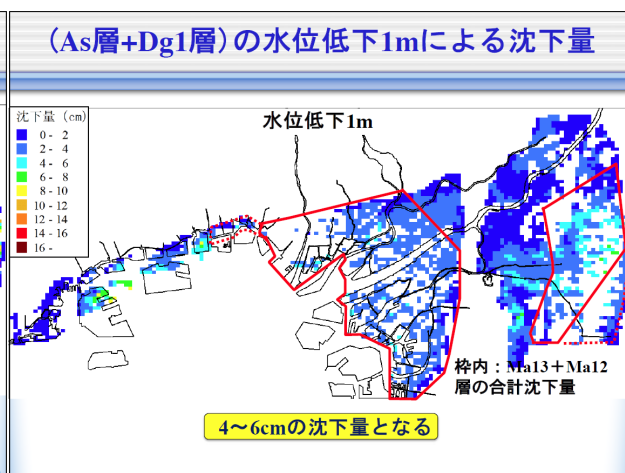 (As層+Dg1層)の水位低下1mによる沈下量
沈下量 (cm)
0 - 2
2 - 4
4 - 6
6 - 8
8 - 10
10 - 12
12 - 14
14 - 16
16 -
水位低下1m
枠内:Ma13+Ma12
層の合計沈下量
4~6cmの沈下量となる